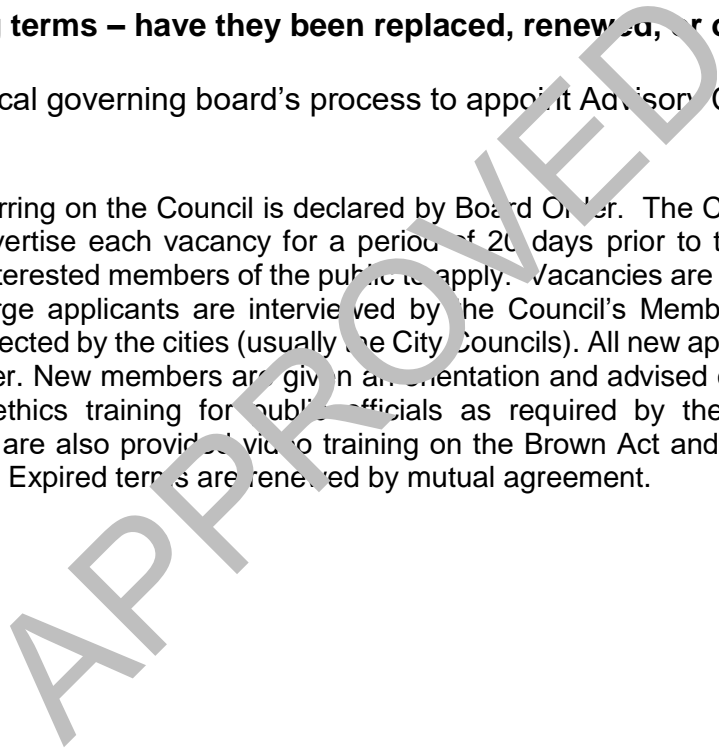 terms – have they been replaced, renewed, or
cal governing board’s process to appoint Advisory
rring on the Council is declared by Board Order. The
vertise each vacancy for a period of 20 days prior to
nterested members of the public to apply. Vacancies are
rge applicants are interviewed by the Council’s Memb
ected by the cities (usually the City Councils). All new ap
er. New members are given an orientation and advised
ethics training for public officials as required by the
are also provided video training on the Brown Act and
Expired terms are renewed by mutual agreement.
APPROVED